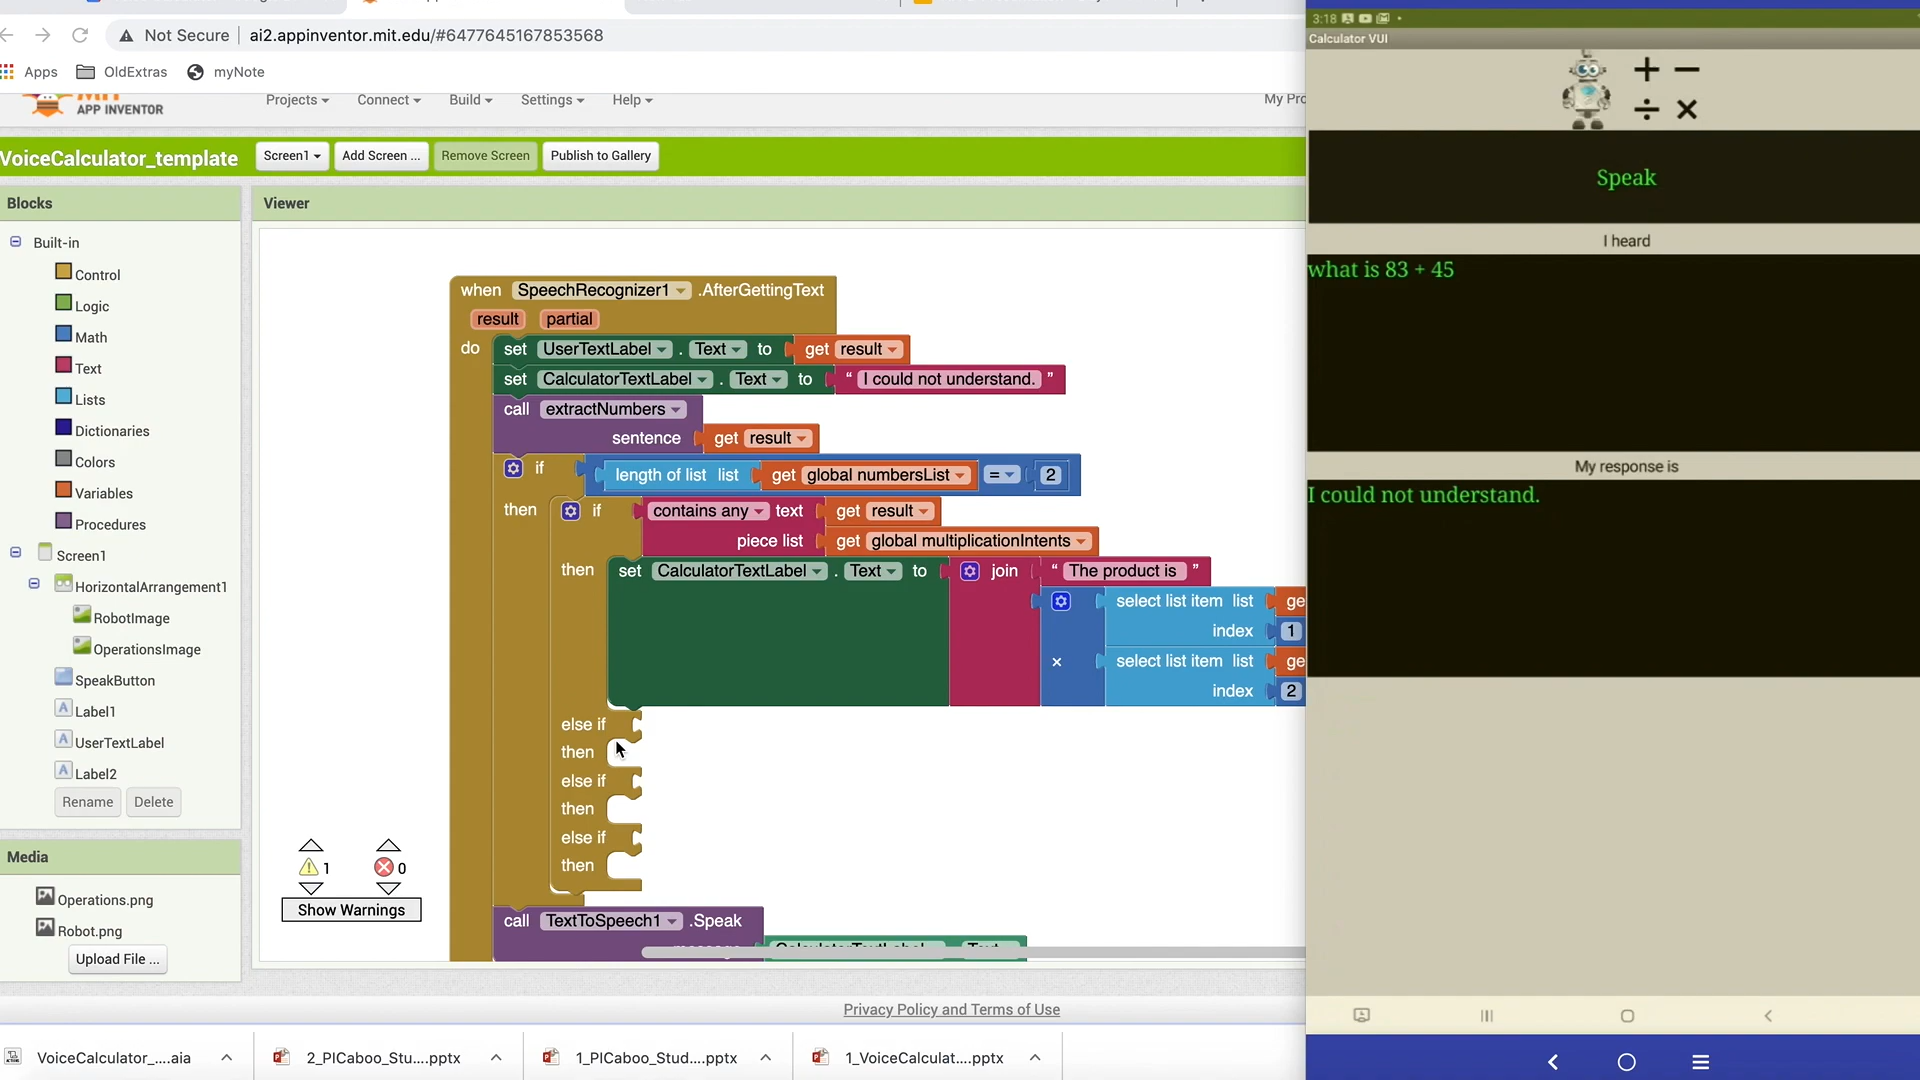 Not Secure
ai2.appinventor.mit.edu/#6477645167853568
Apps
OldExtras
myNote
APP INVENTOR
Projects
Connect
Build
Settings
Help
My Pro
VoiceCalculator_template
Screen1
Add Screen ...
Remove Screen
Publish to Gallery
Blocks
Viewer
Built-in
Control
Logic
Math
Text
Lists
Dictionaries
Colors
Variables
Procedures
Screen1
HorizontalArrangement1
RobotImage
OperationsImage
SpeakButton
Label1
UserTextLabel
Label2
Rename
Delete
Media
Operations.png
Robot.png
Upload File ...
when SpeechRecognizer1 .AfterGettingText
result partial
do set UserTextLabel . Text to get result
set CalculatorTextLabel . Text to “ I could not understand. ”
call extractNumbers
sentence get result
if length of list list get global numbersList = 2
then if contains any text get result
piece list get global multiplicationIntents
then set CalculatorTextLabel . Text to join “ The product is ”
select list item list ge
index 1
× select list item list ge
index 2
else if
then
else if
then
else if
then
call TextToSpeech1 .Speak
1
0
Show Warnings
Privacy Policy and Terms of Use
VoiceCalculator_....aia
2_PICaboo_Stu....pptx
1_PICaboo_Stud....pptx
1_VoiceCalculat....pptx
3:18
Calculator VUI
+ −
÷ ×
Speak
I heard
what is 83 + 45
My response is
I could not understand.